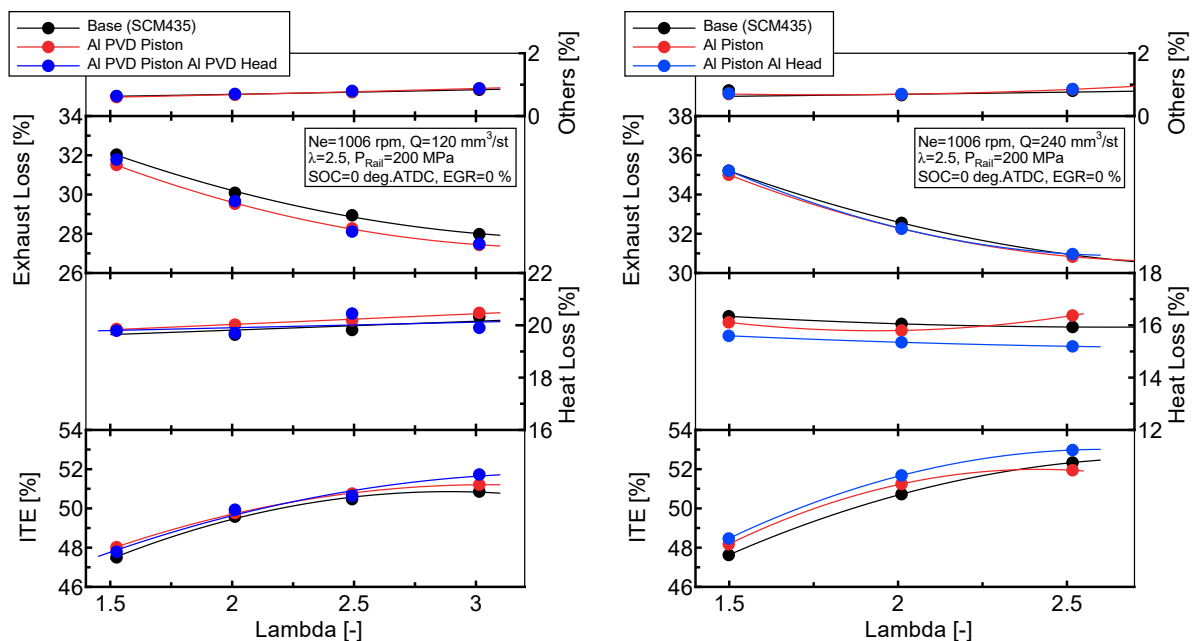 Base (SCM435)
Al PVD Piston
Al PVD Piston Al PVD Head
2
0
Others [%]
34
32
30
28
26
Exhaust Loss [%]
Ne=1006 rpm, Q=120 mm³/st
λ=2.5, P_Rail=200 MPa
SOC=0 deg.ATDC, EGR=0 %
22
20
18
16
Heat Loss [%]
54
52
50
48
46
ITE [%]
1.5 2 2.5 3
Lambda [-]
Base (SCM435)
Al Piston
Al Piston Al Head
2
0
Others [%]
38
36
34
32
30
Exhaust Loss [%]
Ne=1006 rpm, Q=240 mm³/st
λ=2.5, P_Rail=200 MPa
SOC=0 deg.ATDC, EGR=0 %
18
16
14
12
Heat Loss [%]
54
52
50
48
46
ITE [%]
1.5 2 2.5
Lambda [-]